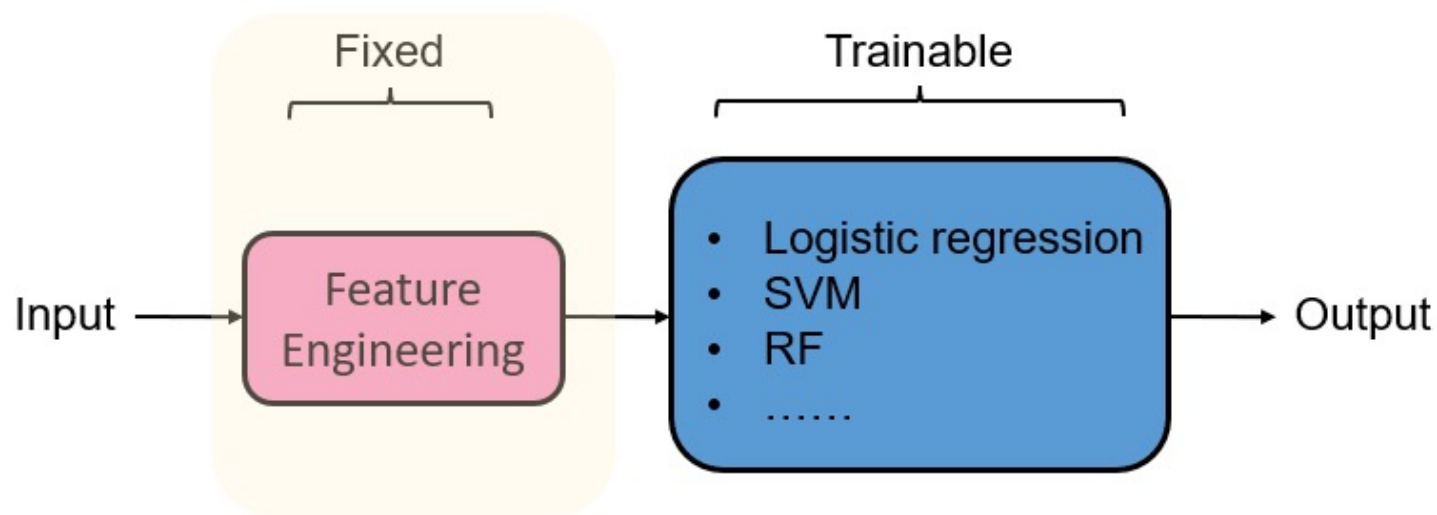 Fixed
Trainable
Input
Feature
Engineering
• Logistic regression
• SVM
• RF
• ......
Output